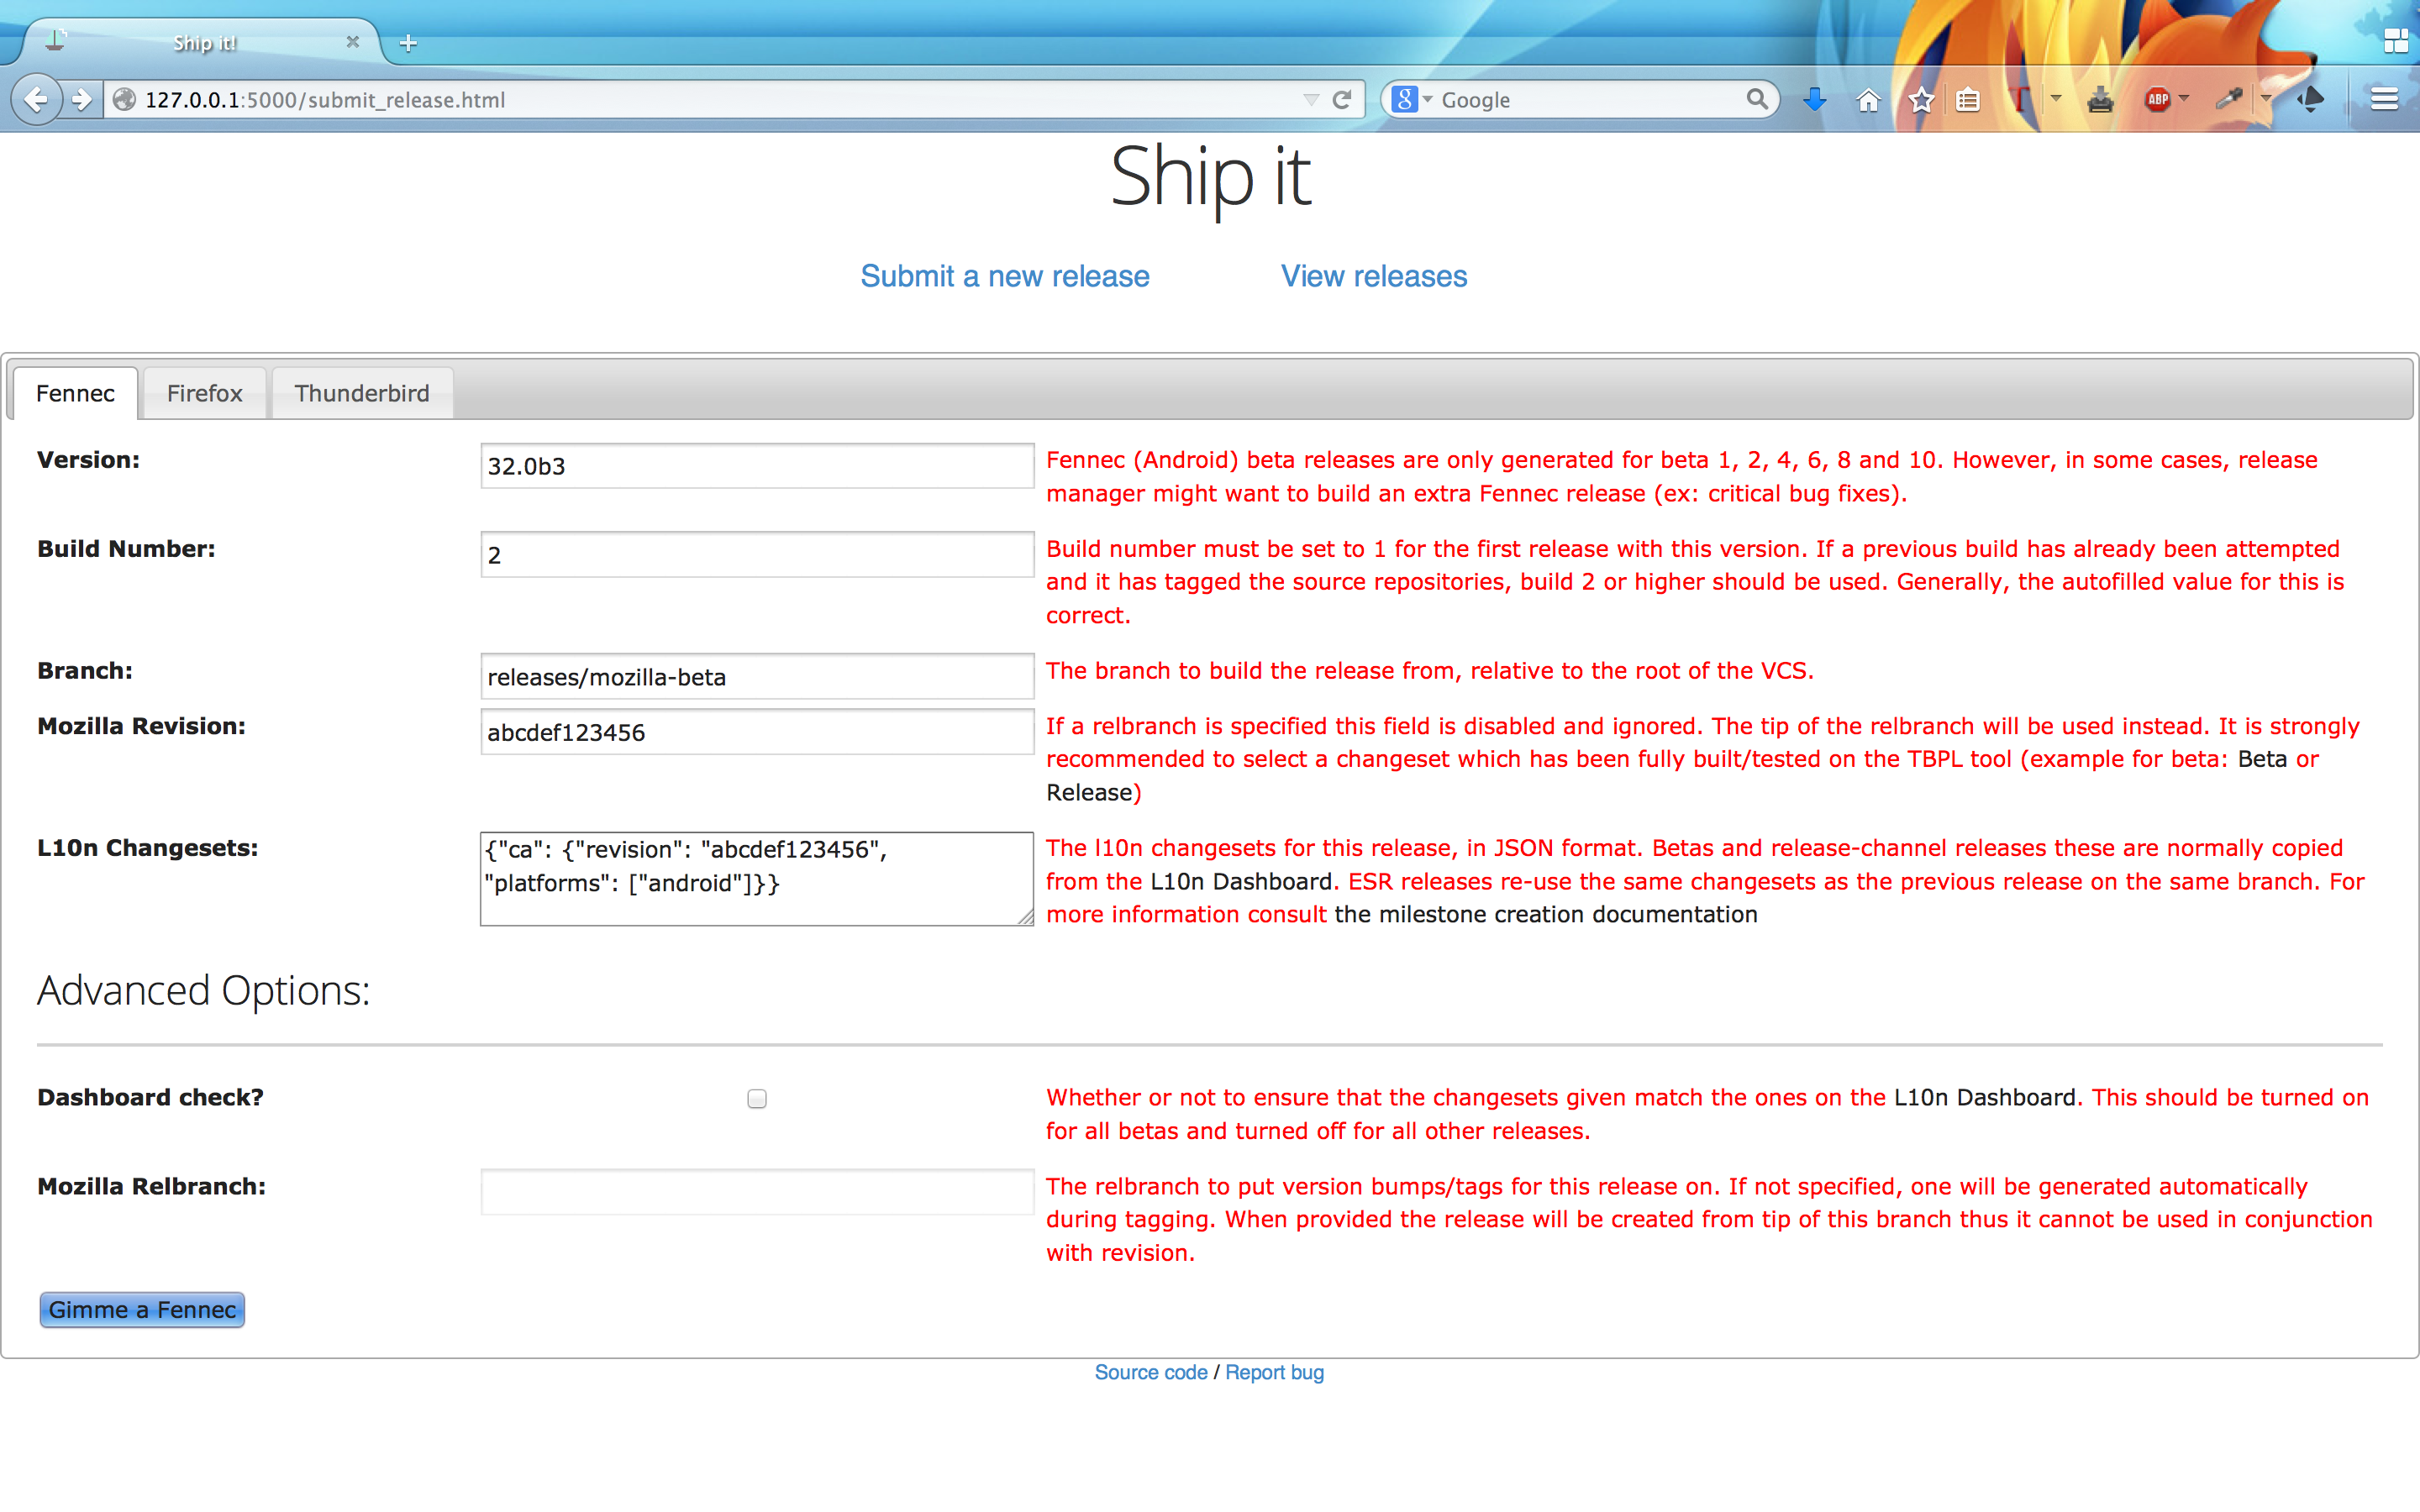 Ship it!
127.0.0.1:5000/submit_release.html
Google
ABP
Ship it
Submit a new release
View releases
Fennec
Firefox
Thunderbird
Version:
32.0b3
Fennec (Android) beta releases are only generated for beta 1, 2, 4, 6, 8 and 10. However, in some cases, release
manager might want to build an extra Fennec release (ex: critical bug fixes).
Build Number:
2
Build number must be set to 1 for the first release with this version. If a previous build has already been attempted
and it has tagged the source repositories, build 2 or higher should be used. Generally, the autofilled value for this is
correct.
Branch:
releases/mozilla-beta
The branch to build the release from, relative to the root of the VCS.
Mozilla Revision:
abcdef123456
If a relbranch is specified this field is disabled and ignored. The tip of the relbranch will be used instead. It is strongly
recommended to select a changeset which has been fully built/tested on the TBPL tool (example for beta: Beta or
Release)
L10n Changesets:
{"ca": {"revision": "abcdef123456",
"platforms": ["android"]}}
The l10n changesets for this release, in JSON format. Betas and release-channel releases these are normally copied
from the L10n Dashboard. ESR releases re-use the same changesets as the previous release on the same branch. For
more information consult the milestone creation documentation
Advanced Options:
Dashboard check?
Whether or not to ensure that the changesets given match the ones on the L10n Dashboard. This should be turned on
for all betas and turned off for all other releases.
Mozilla Relbranch:
The relbranch to put version bumps/tags for this release on. If not specified, one will be generated automatically
during tagging. When provided the release will be created from tip of this branch thus it cannot be used in conjunction
with revision.
Gimme a Fennec
Source code / Report bug